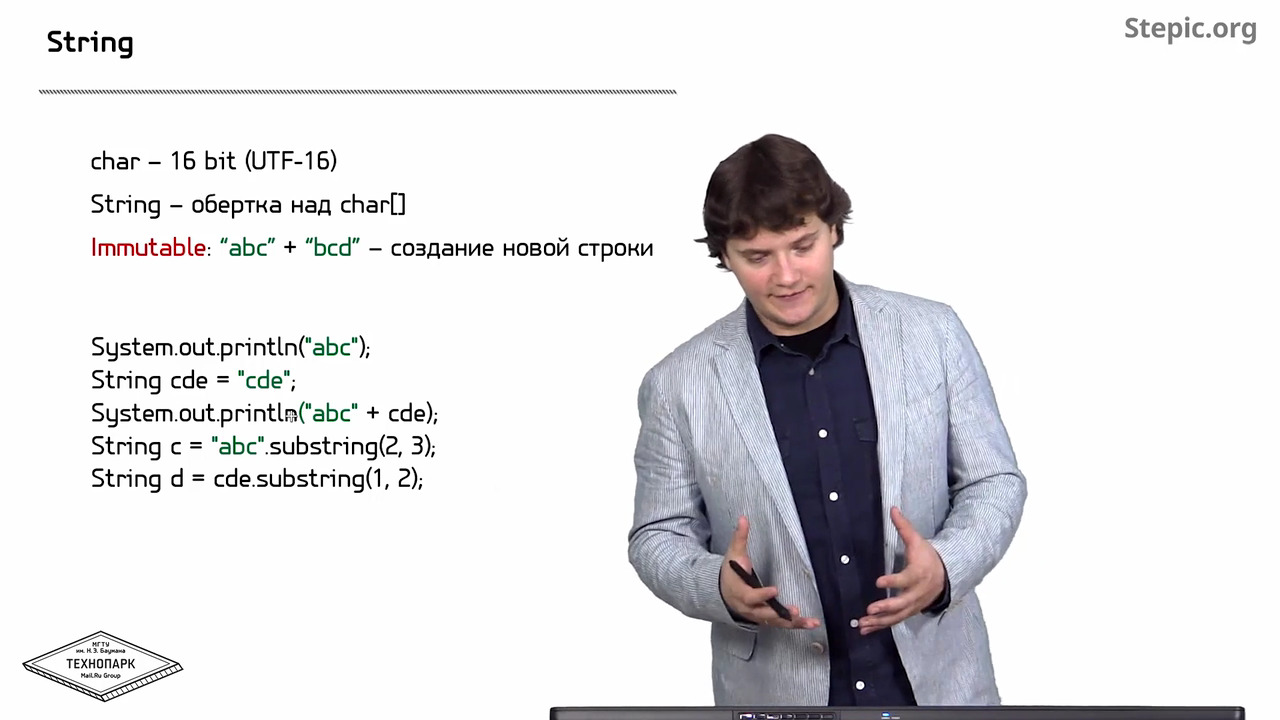 String
Stepic.org
char – 16 bit (UTF-16)
String – обертка над char[]
Immutable: “abc” + “bcd” – создание новой строки
System.out.println("abc");
String cde = "cde";
System.out.println("abc" + cde);
String c = "abc".substring(2, 3);
String d = cde.substring(1, 2);
МГТУ
им. Н.Э. Баумана
ТЕХНОПАРК
Mail.Ru Group